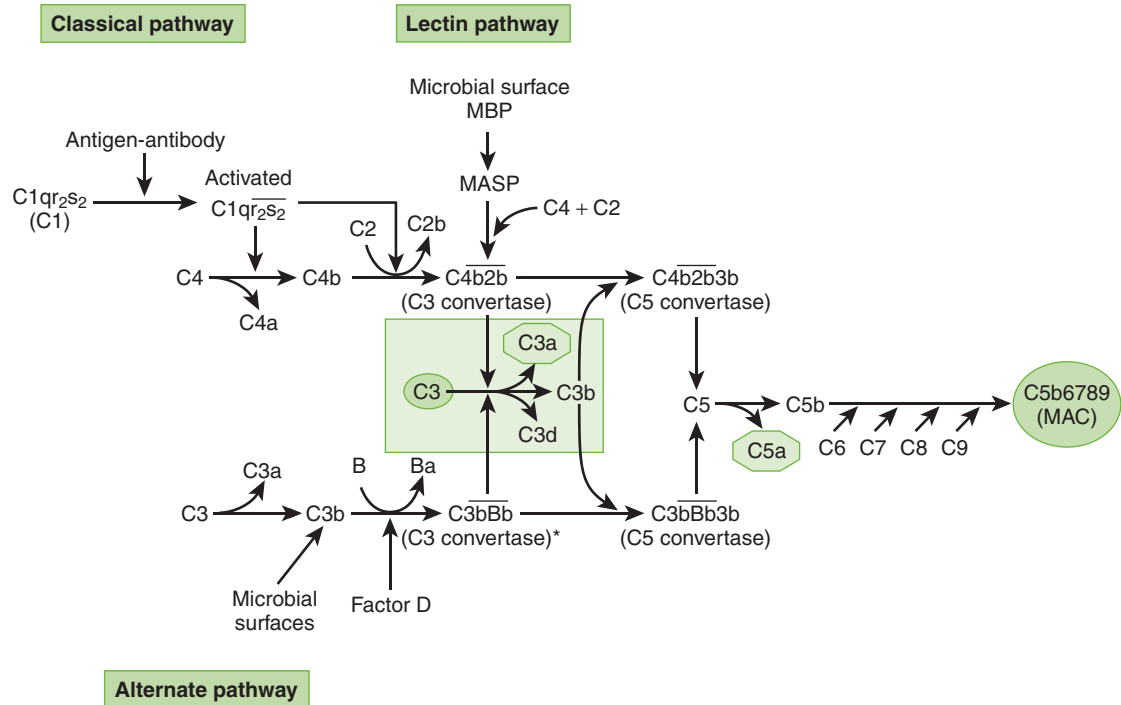 Classical pathway
Lectin pathway
Microbial surface
MBP
Antigen-antibody
MASP
C1qr₂s₂
(C1)
Activated
C1qr₂s₂
C4 + C2
C2
C2b
C4
C4b
C4b2b
(C3 convertase)
C4b2b3b
(C5 convertase)
C4a
C3a
C3
C3b
C3d
C5
C5b
C5b6789
(MAC)
C5a
C6
C7
C8
C9
C3a
B
Ba
C3
C3b
C3bBb
(C3 convertase)*
C3bBb3b
(C5 convertase)
Microbial
surfaces
Factor D
Alternate pathway